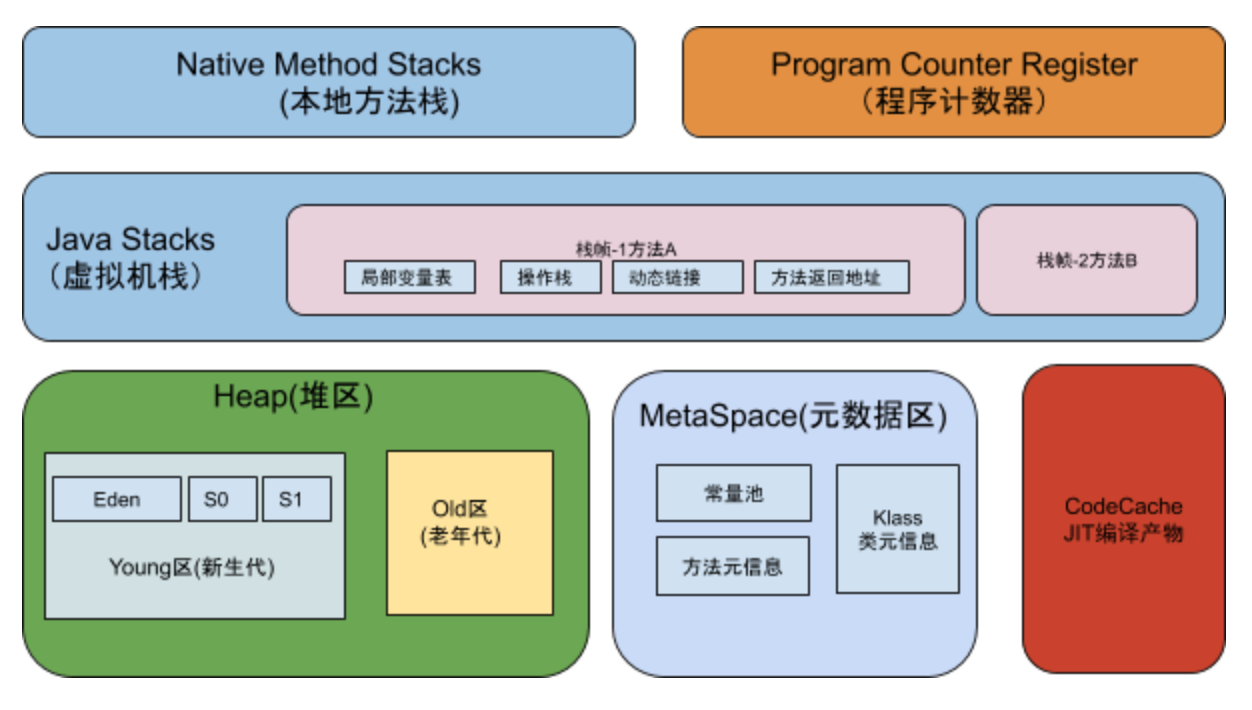 Native Method Stacks
(本地方法栈)
Program Counter Register
（程序计数器）
Java Stacks
（虚拟机栈）
栈帧-1方法A
局部变量表
操作栈
动态链接
方法返回地址
栈帧-2方法B
Heap(堆区)
Eden
S0
S1
Young区(新生代)
Old区
(老年代)
MetaSpace(元数据区)
常量池
方法元信息
Klass
类元信息
CodeCache
JIT编译产物